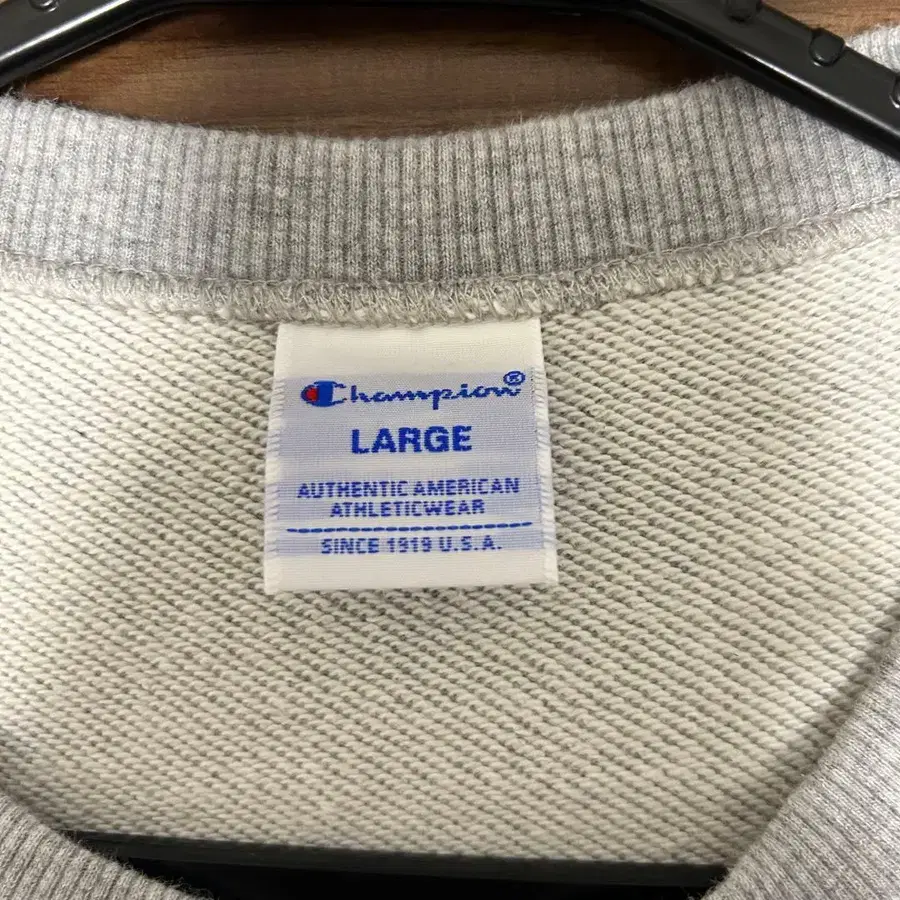 Champion®
LARGE
AUTHENTIC AMERICAN
ATHLETICWEAR
SINCE 1919 U.S.A.